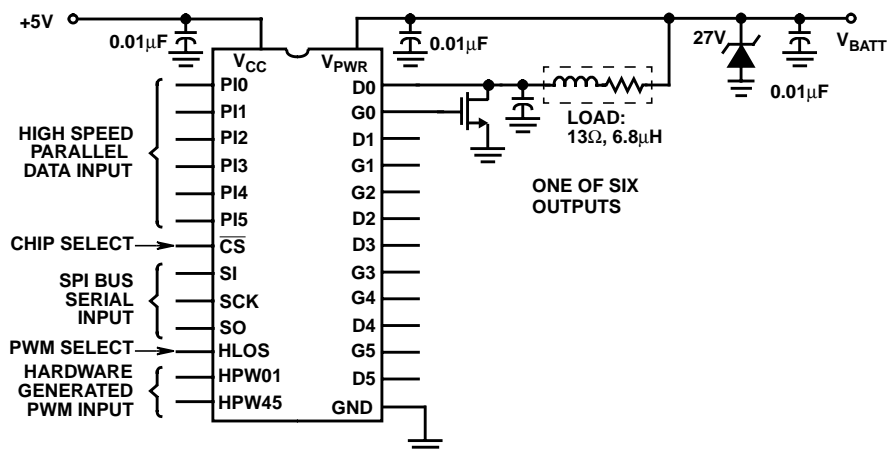 +5V
0.01μF
VCC
VPWR
0.01μF
27V
VBATT
0.01μF
HIGH SPEED
PARALLEL
DATA INPUT
PI0
PI1
PI2
PI3
PI4
PI5
CHIP SELECT
C̅S̅
SPI BUS
SERIAL
INPUT
SI
SCK
SO
PWM SELECT
HLOS
HARDWARE
GENERATED
PWM INPUT
HPW01
HPW45
D0
G0
D1
G1
G2
D2
D3
G3
G4
D4
G5
D5
GND
LOAD:
13Ω, 6.8μH
ONE OF SIX
OUTPUTS